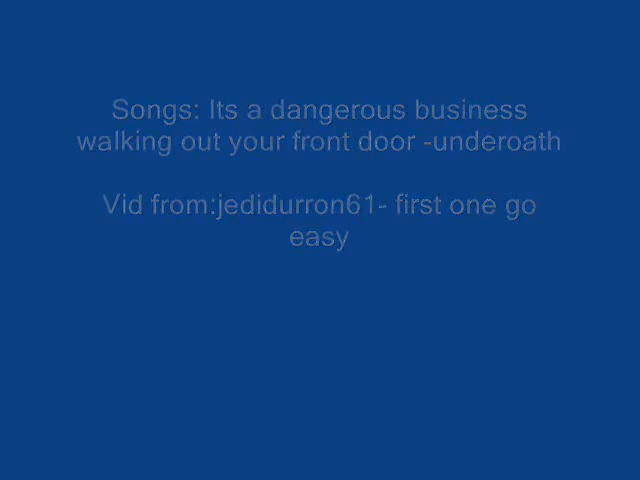 Songs: Its a dangerous business
walking out your front door -underoath
Vid from:jedidurron61- first one go
easy